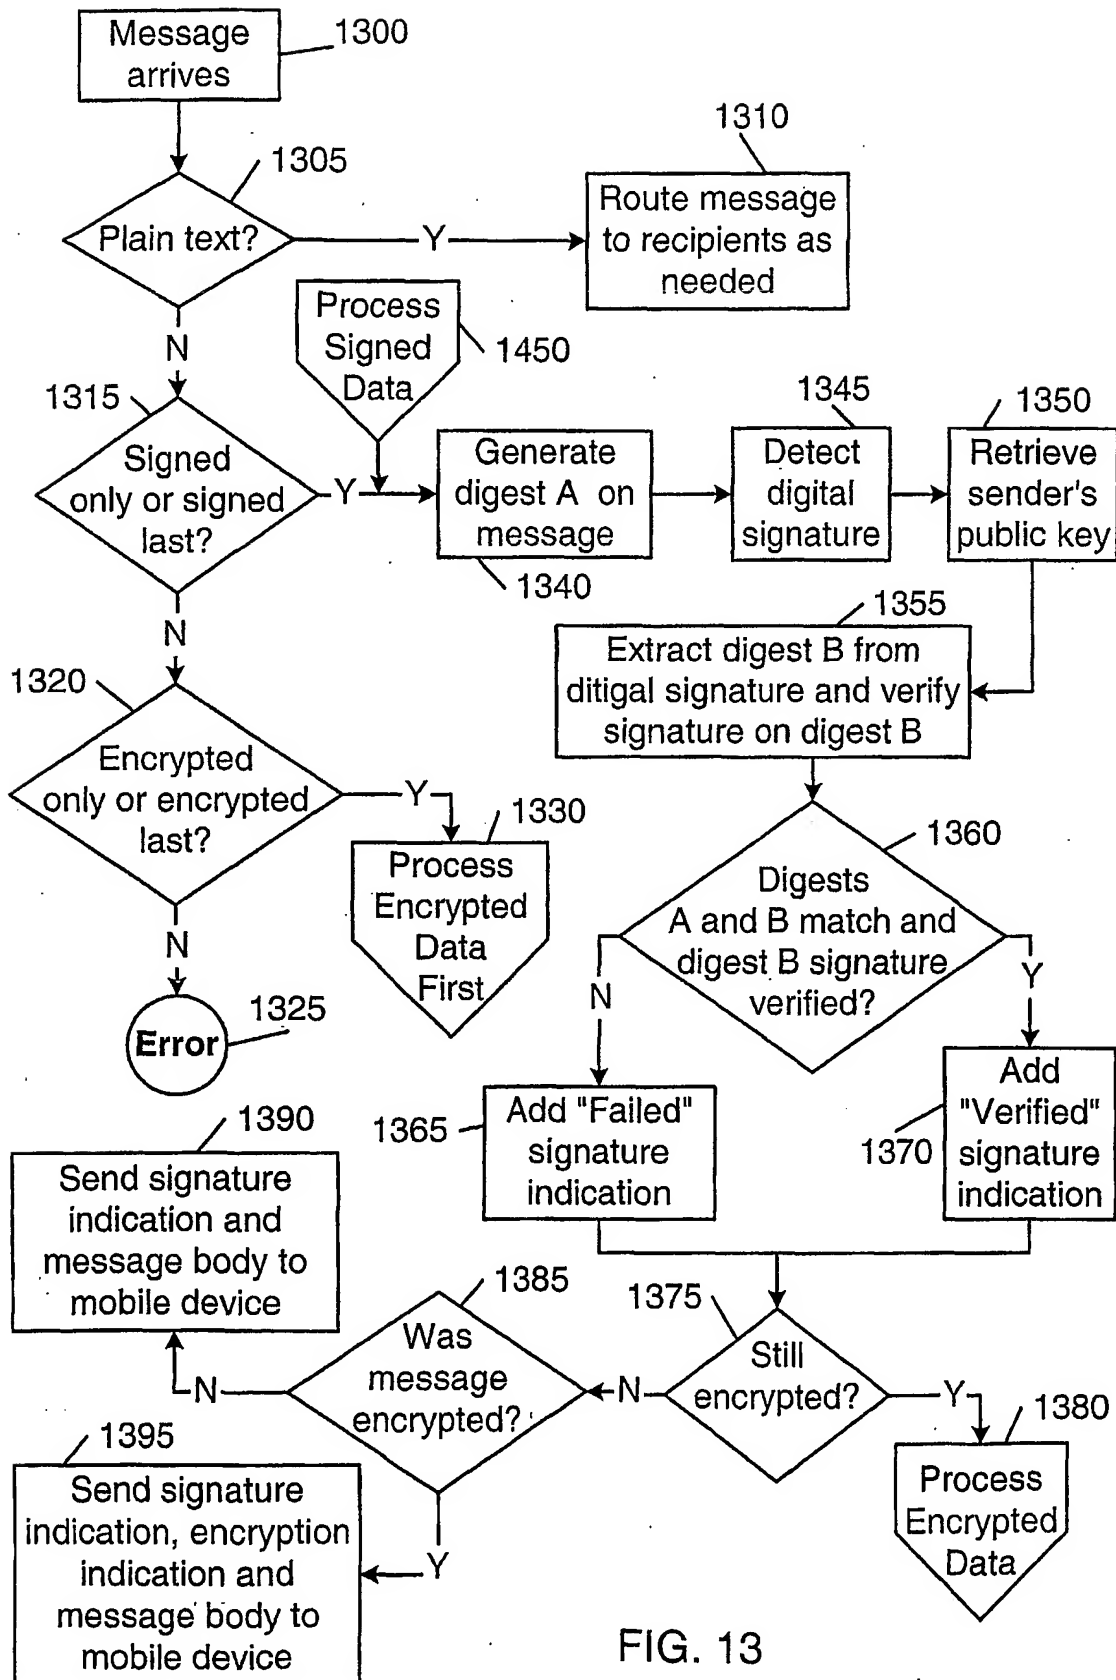 Message
arrives
1300
1305
Plain text?
Y
1310
Route message
to recipients as
needed
N
Process
Signed
Data
1450
1315
Signed
only or signed
last?
Y
Generate
digest A on
message
1340
1345
Detect
digital
signature
1350
Retrieve
sender's
public key
N
1355
Extract digest B from
ditigal signature and verify
signature on digest B
1320
Encrypted
only or encrypted
last?
Y
1330
Process
Encrypted
Data
First
1360
Digests
A and B match and
digest B signature
verified?
N
Y
N
1325
Error
1365
Add "Failed"
signature
indication
1370
Add
"Verified"
signature
indication
1390
Send signature
indication and
message body to
mobile device
1385
Was
message
encrypted?
N
1375
Still
encrypted?
N
Y
1380
Process
Encrypted
Data
1395
Send signature
indication, encryption
indication and
message body to
mobile device
Y
FIG. 13